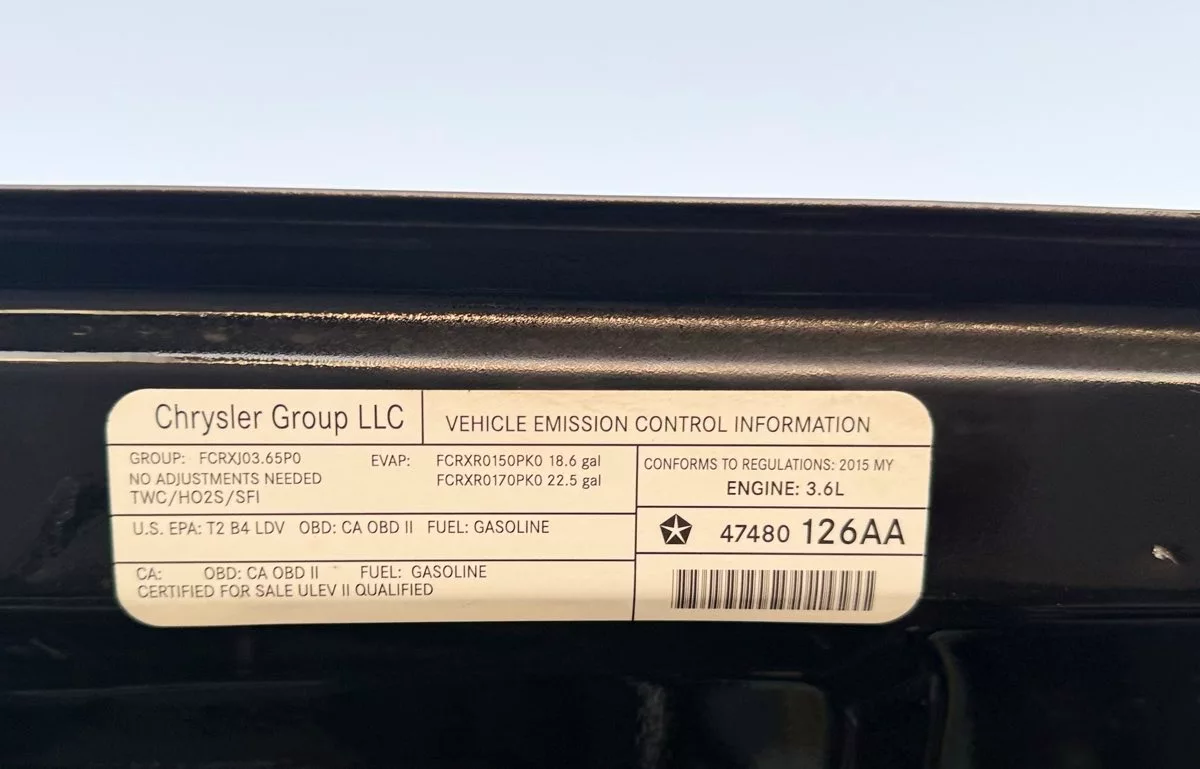 Chrysler Group LLC
VEHICLE EMISSION CONTROL INFORMATION
GROUP: FCRXJ03.65P0 EVAP: FCRXR0150PK0 18.6 gal
NO ADJUSTMENTS NEEDED FCRXR0170PK0 22.5 gal
TWC/HO2S/SFI
CONFORMS TO REGULATIONS: 2015 MY
ENGINE: 3.6L
U.S. EPA: T2 B4 LDV OBD: CA OBD II FUEL: GASOLINE
47480 126AA
CA: OBD: CA OBD II FUEL: GASOLINE
CERTIFIED FOR SALE ULEV II QUALIFIED